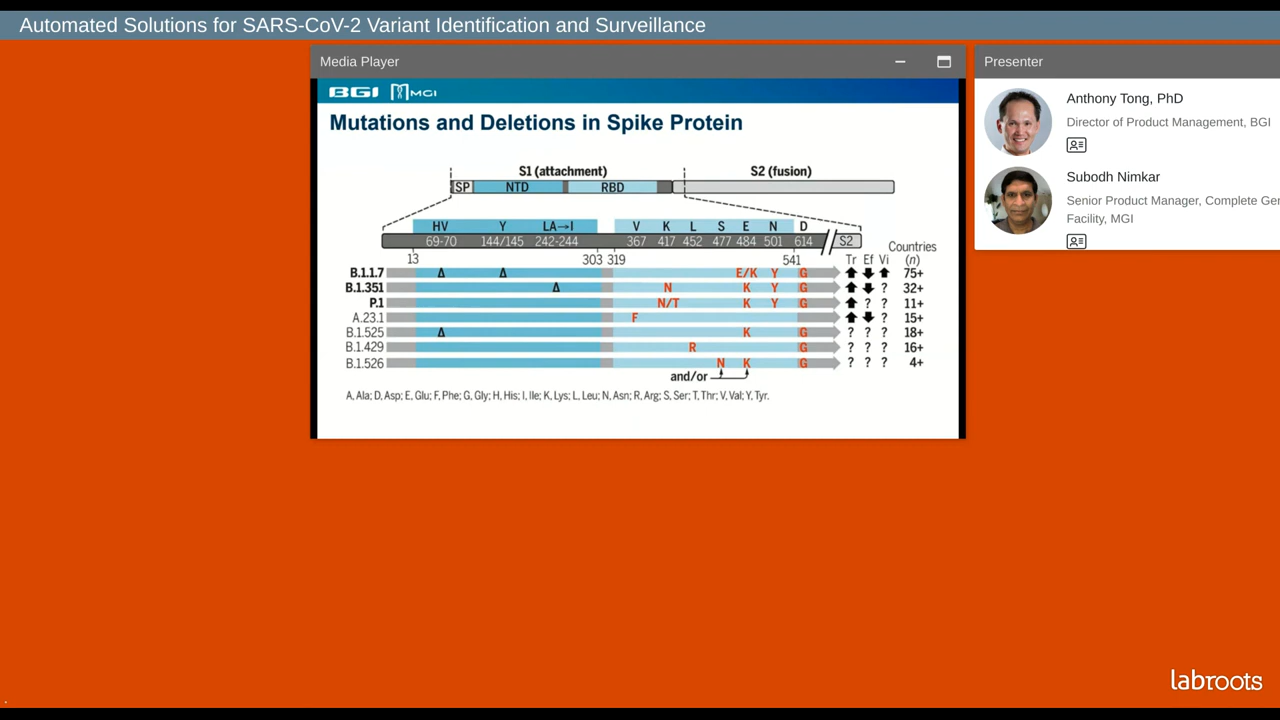 Automated Solutions for SARS-CoV-2 Variant Identification and Surveillance
Media Player
BGI MGI
Mutations and Deletions in Spike Protein
S1 (attachment) S2 (fusion)
SP NTD RBD
HV Y LA→I V K L S E N D
69-70 144/145 242-244 367 417 452 477 484 501 614 S2
Countries
13 303 319 541 Tr Ef Vi (n)
B.1.1.7 Δ Δ E/K Y G 75+
B.1.351 Δ N K Y G ? 32+
P.1 N/T K Y G ? ? 11+
A.23.1 F ? 15+
B.1.525 Δ K G ? ? ? 18+
B.1.429 R G ? ? ? 16+
B.1.526 N K G ? ? ? 4+
and/or
A, Ala; D, Asp; E, Glu; F, Phe; G, Gly; H, His; I, Ile; K, Lys; L, Leu; N, Asn; R, Arg; S, Ser; T, Thr; V, Val; Y, Tyr.
Presenter
Anthony Tong, PhD
Director of Product Management, BGI
Subodh Nimkar
Senior Product Manager, Complete Ger
Facility, MGI
labroots